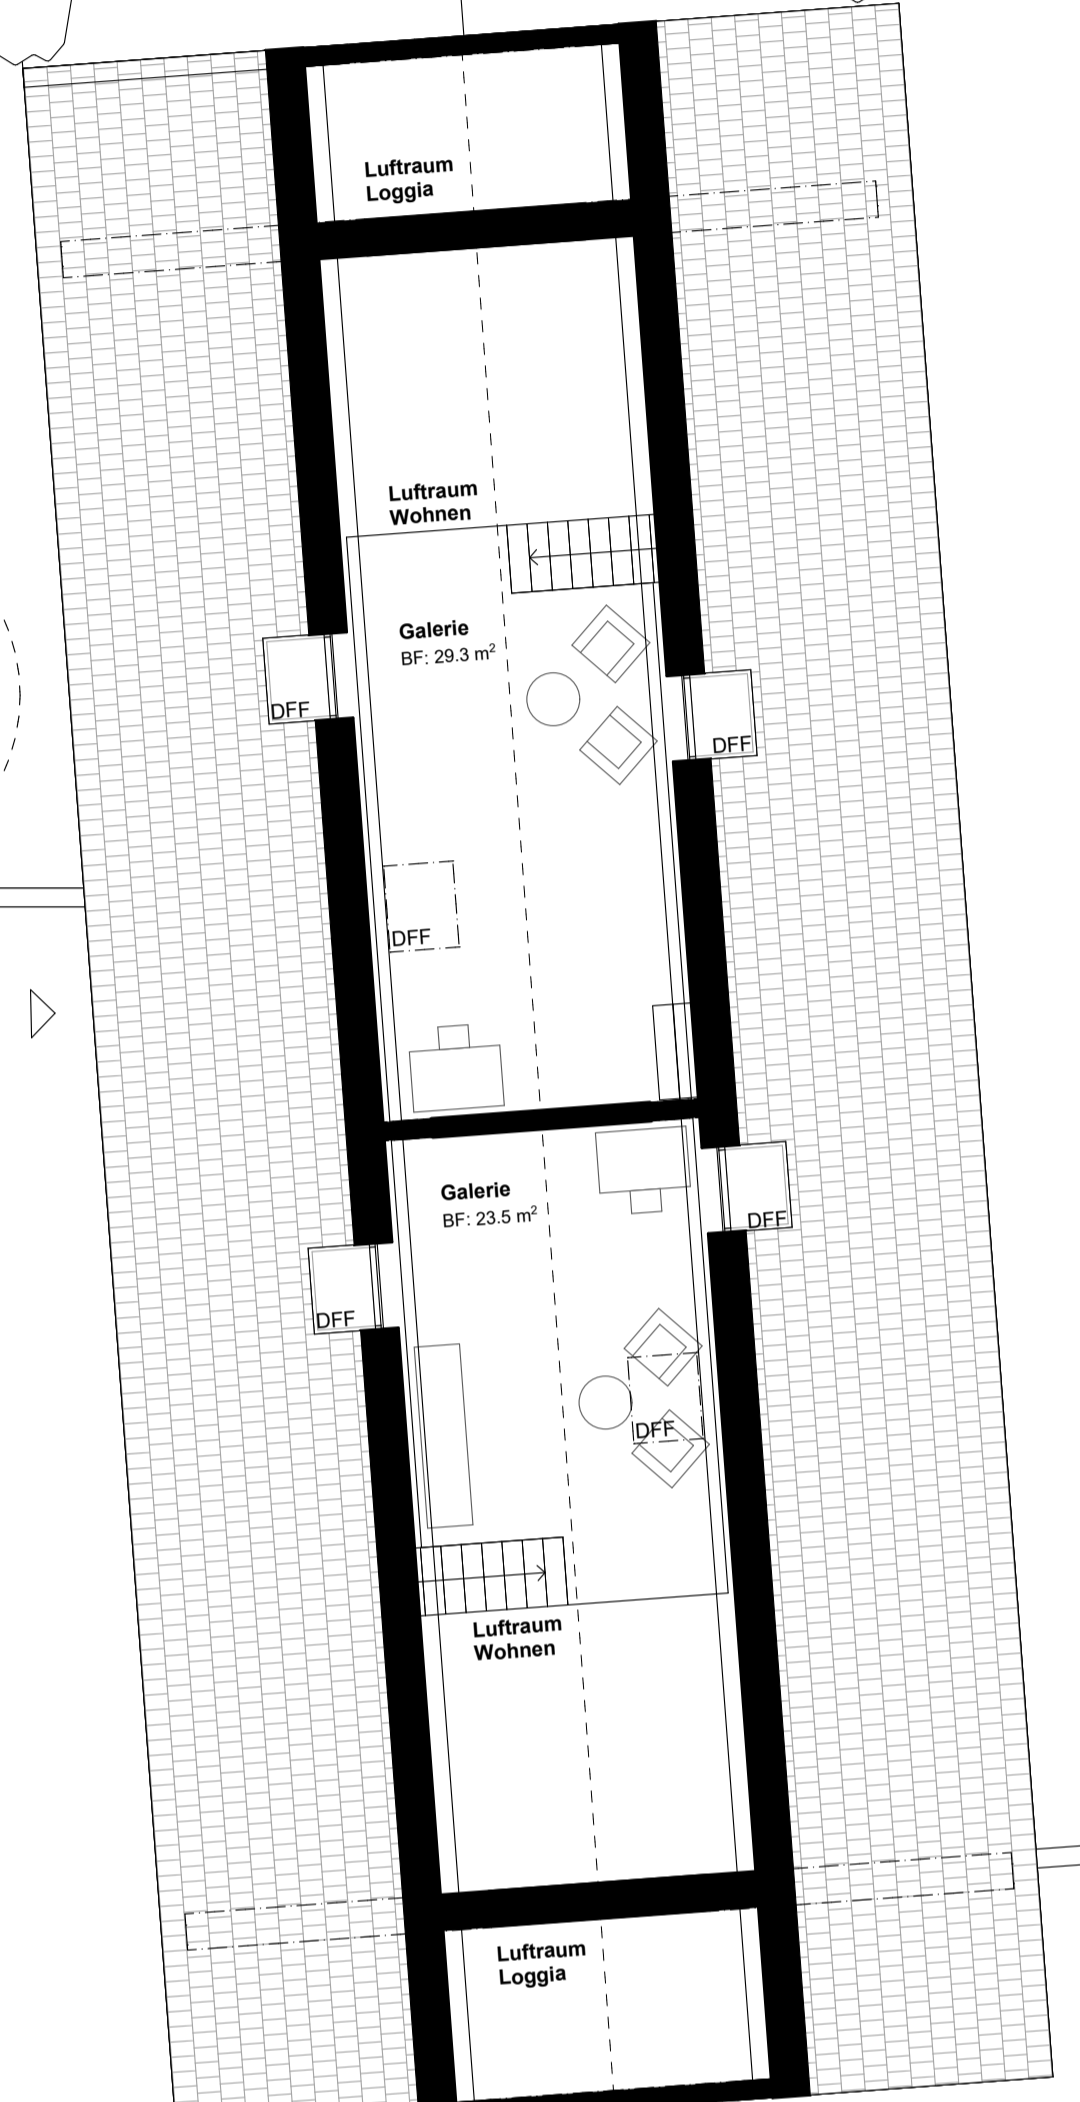 Luftraum
Loggia
Luftraum
Wohnen
Galerie
BF: 29.3 m²
DFF
DFF
DFF
Galerie
BF: 23.5 m²
DFF
DFF
DFF
Luftraum
Wohnen
Luftraum
Loggia